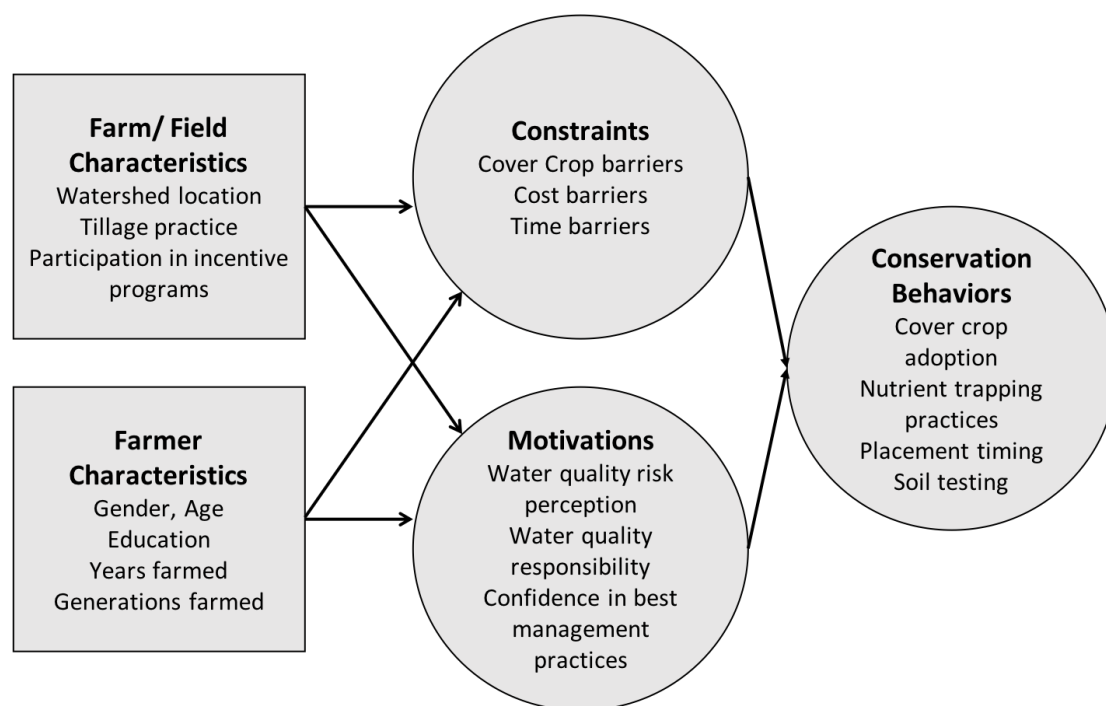 Farm/ Field
Characteristics
Watershed location
Tillage practice
Participation in incentive
programs
Farmer
Characteristics
Gender, Age
Education
Years farmed
Generations farmed
Constraints
Cover Crop barriers
Cost barriers
Time barriers
Motivations
Water quality risk
perception
Water quality
responsibility
Confidence in best
management
practices
Conservation
Behaviors
Cover crop
adoption
Nutrient trapping
practices
Placement timing
Soil testing